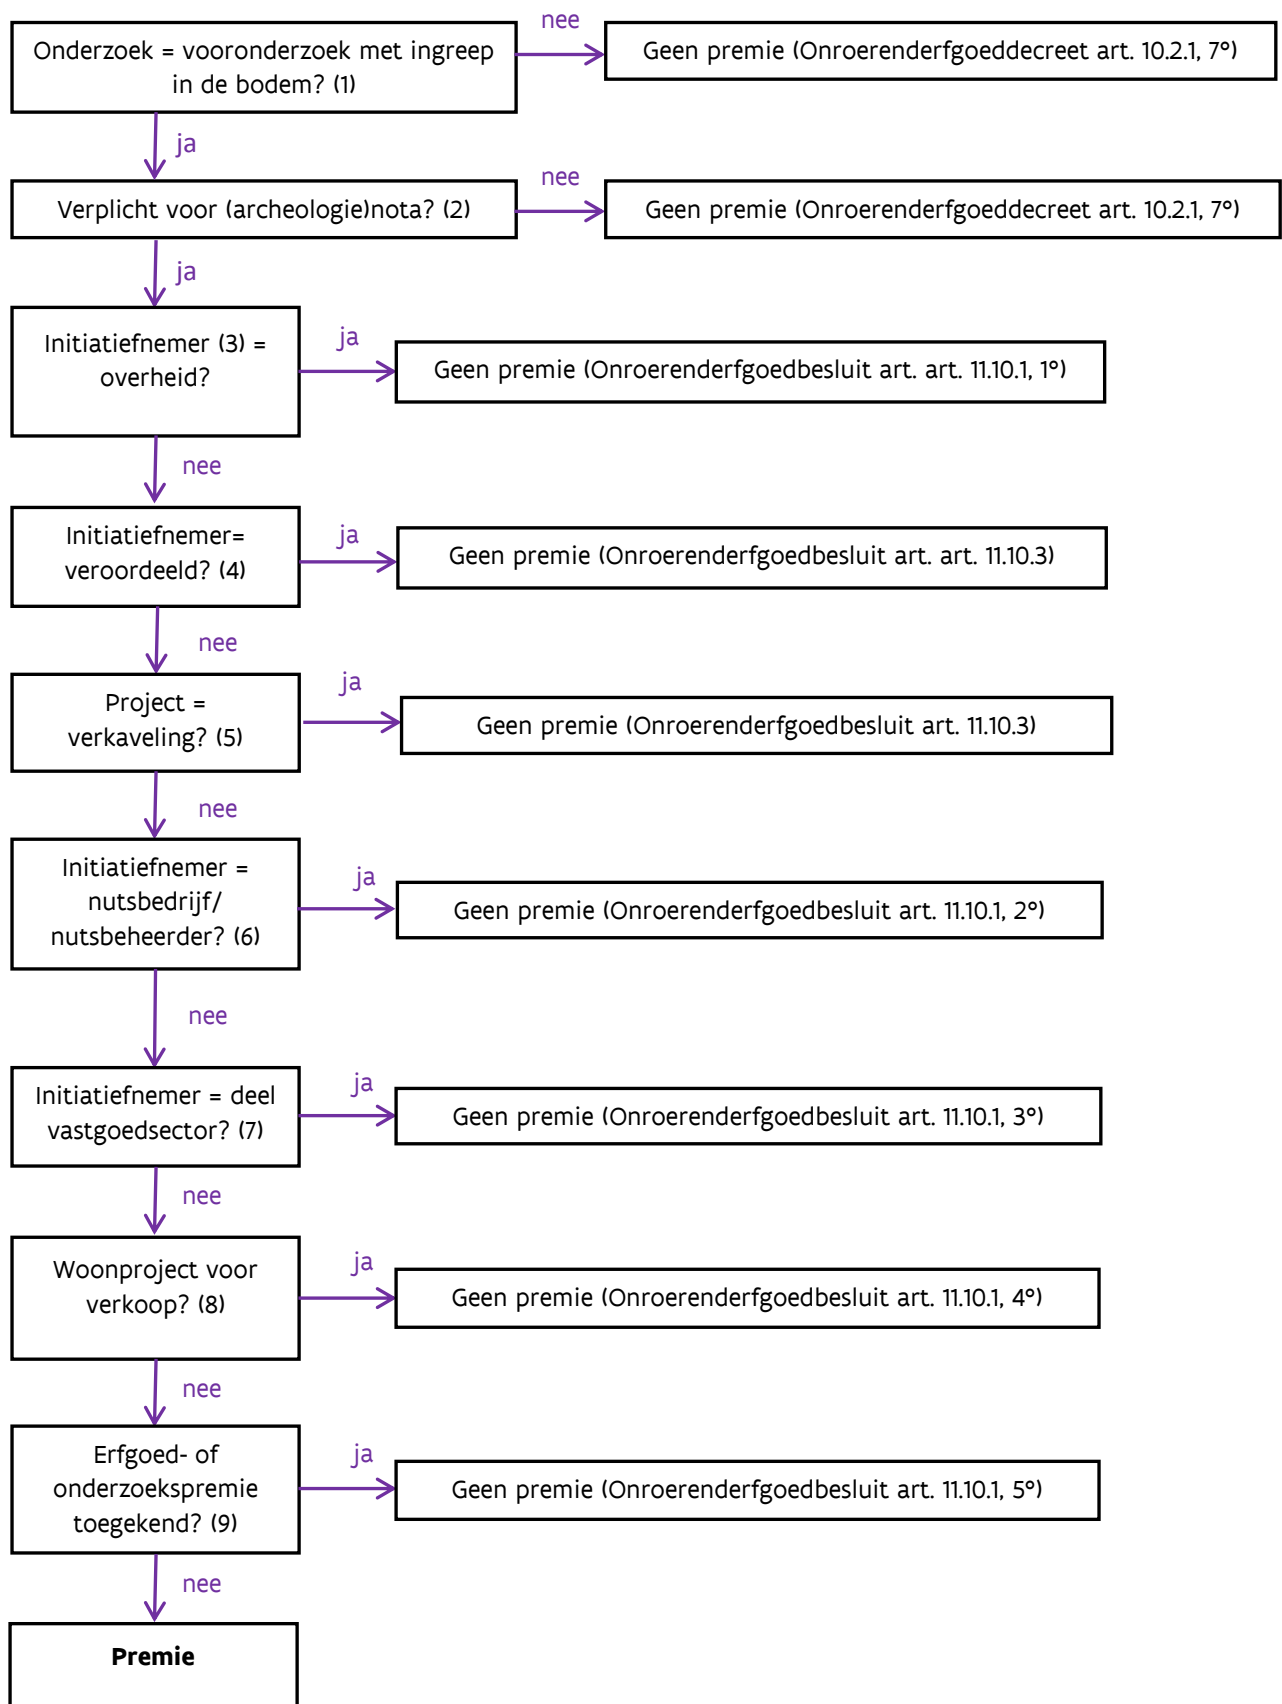 nee
Onderzoek = vooronderzoek met ingreep
in de bodem? (1)
Geen premie (Onroerenderfgoeddecreet art. 10.2.1, 7°)
ja
nee
Verplicht voor (archeologie)nota? (2)
Geen premie (Onroerenderfgoeddecreet art. 10.2.1, 7°)
ja
Initiatiefnemer (3) =
overheid?
ja
Geen premie (Onroerenderfgoedbesluit art. art. 11.10.1, 1°)
nee
Initiatiefnemer=
veroordeeld? (4)
ja
Geen premie (Onroerenderfgoedbesluit art. art. 11.10.3)
nee
Project =
verkaveling? (5)
ja
Geen premie (Onroerenderfgoedbesluit art. 11.10.3)
nee
Initiatiefnemer =
nutsbedrijf/
nutsbeheerder? (6)
ja
Geen premie (Onroerenderfgoedbesluit art. 11.10.1, 2°)
nee
Initiatiefnemer = deel
vastgoedsector? (7)
ja
Geen premie (Onroerenderfgoedbesluit art. 11.10.1, 3°)
nee
Woonproject voor
verkoop? (8)
ja
Geen premie (Onroerenderfgoedbesluit art. 11.10.1, 4°)
nee
Erfgoed- of
onderzoekspremie
toegekend? (9)
ja
Geen premie (Onroerenderfgoedbesluit art. 11.10.1, 5°)
nee
Premie